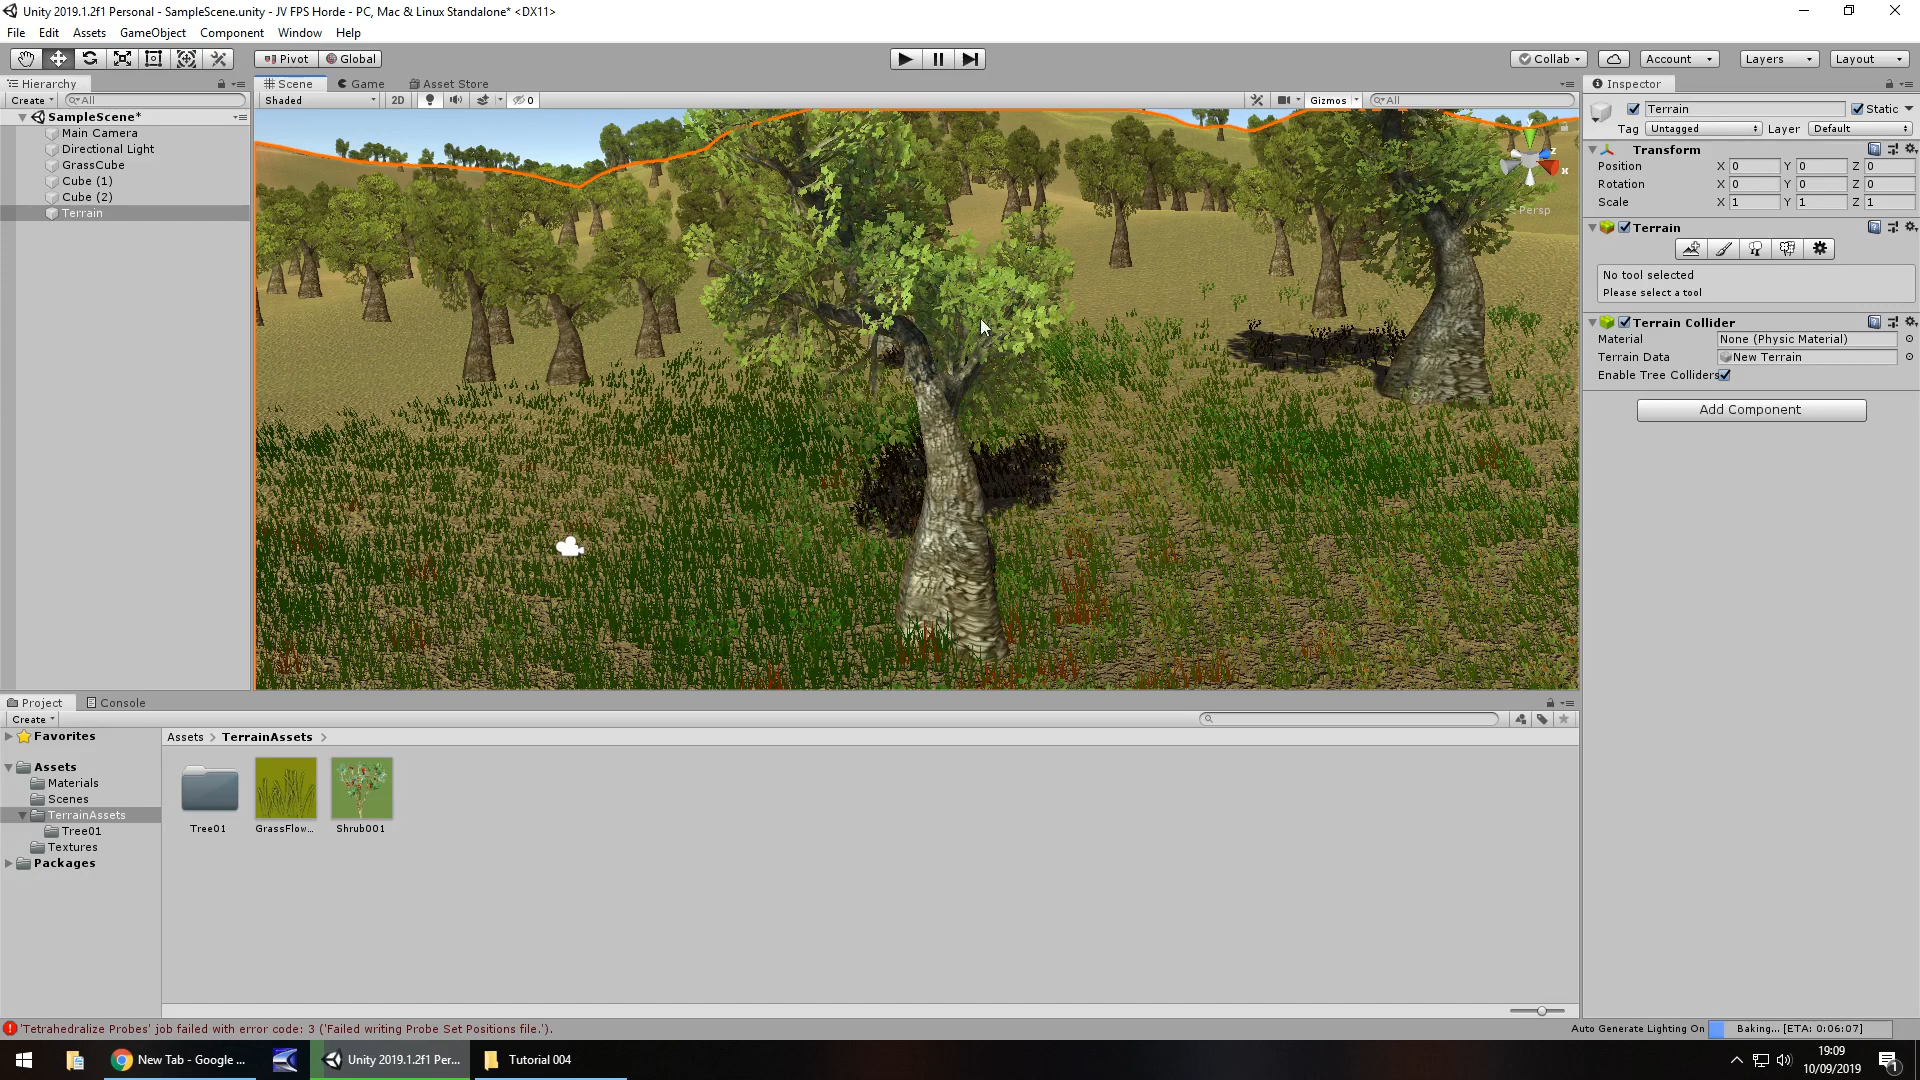 Unity 2019.1.2f1 Personal - SampleScene.unity - JV FPS Horde - PC, Mac & Linux Standalone* <DX11>
File Edit Assets GameObject Component Window Help
Pivot Global Collab Account Layers Layout
Hierarchy
Create All
SampleScene*
Main Camera
Directional Light
GrassCube
Cube (1)
Cube (2)
Terrain
Scene Game Asset Store
Shaded 2D 0 Gizmos All
Z
X
Persp
Inspector
Terrain Static
Tag Untagged Layer Default
Transform
Position X 0 Y 0 Z 0
Rotation X 0 Y 0 Z 0
Scale X 1 Y 1 Z 1
Terrain
No tool selected
Please select a tool
Terrain Collider
Material None (Physic Material)
Terrain Data New Terrain
Enable Tree Colliders
Add Component
Project Console
Create
Favorites
Assets
Materials
Scenes
TerrainAssets
Tree01
Textures
Packages
Assets > TerrainAssets >
Tree01 GrassFlow... Shrub001
'Tetrahedralize Probes' job failed with error code: 3 ('Failed writing Probe Set Positions file.').
Auto Generate Lighting On Baking... [ETA: 0:06:07]
New Tab - Google ... Unity 2019.1.2f1 Per... Tutorial 004
19:09
10/09/2019
1